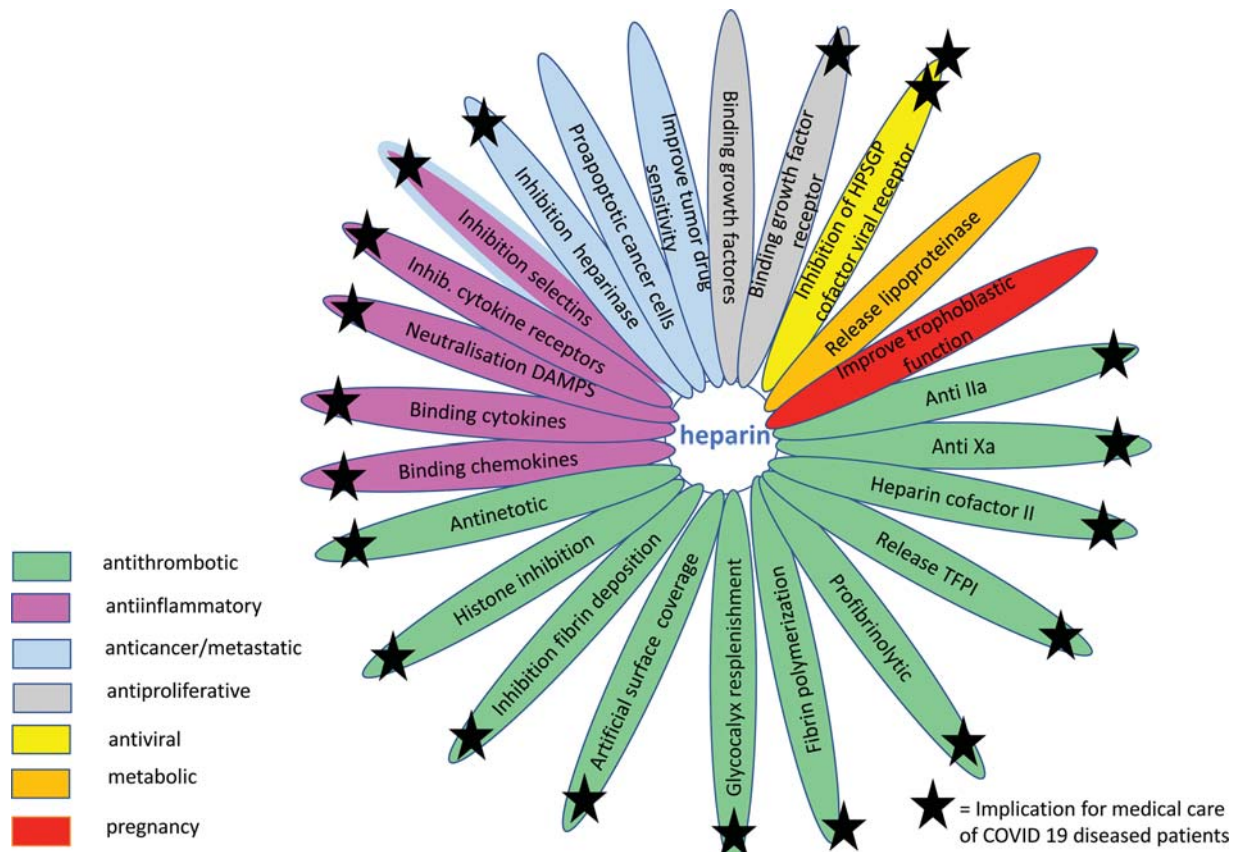 Binding growth factores
Binding growth factor
receptor
Inhibition of HPSGP
cofactor viral receptor
Release lipoproteinase
Improve trophoblastic
function
Anti IIa
Anti Xa
Heparin cofactor II
Release TFPI
Profibrinolytic
Fibrin polymerization
Glycocalyx resplenishment
Artificial surface coverage
Inhibition fibrin deposition
Histone inhibition
Antinetotic
Binding chemokines
Binding cytokines
Neutralisation DAMPS
Inhib. cytokine receptors
Inhibition selectins
Inhibition heparinase
Proapoptotic cancer cells
Improve tumor drug
sensitivity
heparin
antithrombotic
antiinflammatory
anticancer/metastatic
antiproliferative
antiviral
metabolic
pregnancy
= Implication for medical care
of COVID 19 diseased patients